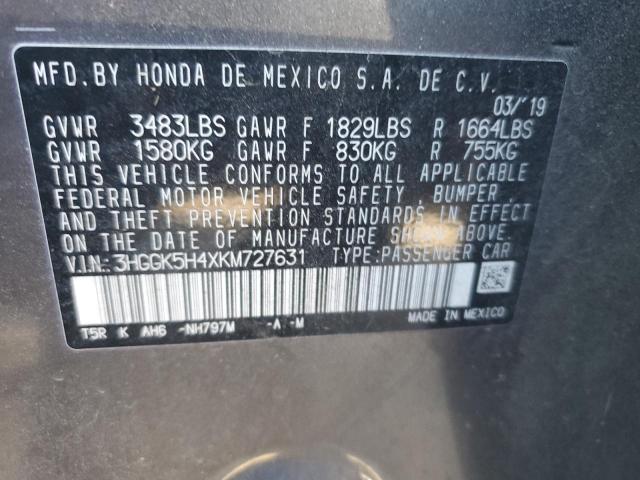 MFD.BY HONDA DE MEXICO S.A. DE C.V.
03/'19
GVWR 3483LBS GAWR F 1829LBS R 1664LBS
GVWR 1580KG GAWR F 830KG R 755KG
THIS VEHICLE CONFORMS TO ALL APPLICABLE
FEDERAL MOTOR VEHICLE SAFETY, BUMPER,
AND THEFT PREVENTION STANDARDS IN EFFECT
ON THE DATE OF MANUFACTURE SHOWN ABOVE.
V.I.N.: 3HGGK5H4XKM727631 TYPE:PASSENGER CAR
T5R K AH6 -NH797M -A -M MADE IN MEXICO